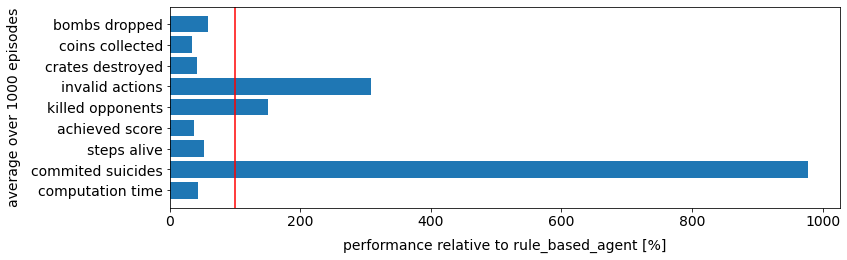 average over 1000 episodes
bombs dropped
coins collected
crates destroyed
invalid actions
killed opponents
achieved score
steps alive
commited suicides
computation time
0 200 400 600 800 1000
performance relative to rule_based_agent [%]